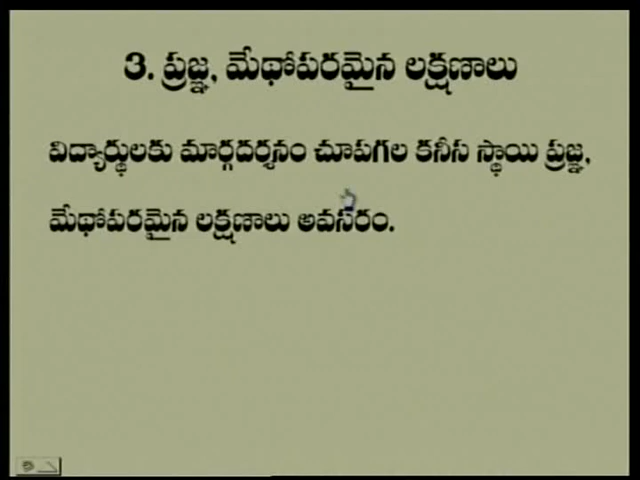 3. ప్రజ్ఞ, మేథోపరమైన లక్షణాలు
విద్యార్థులకు మార్గదర్శనం చూపగల కనీస స్థాయి ప్రజ్ఞ,
మేథోపరమైన లక్షణాలు అవసరం.